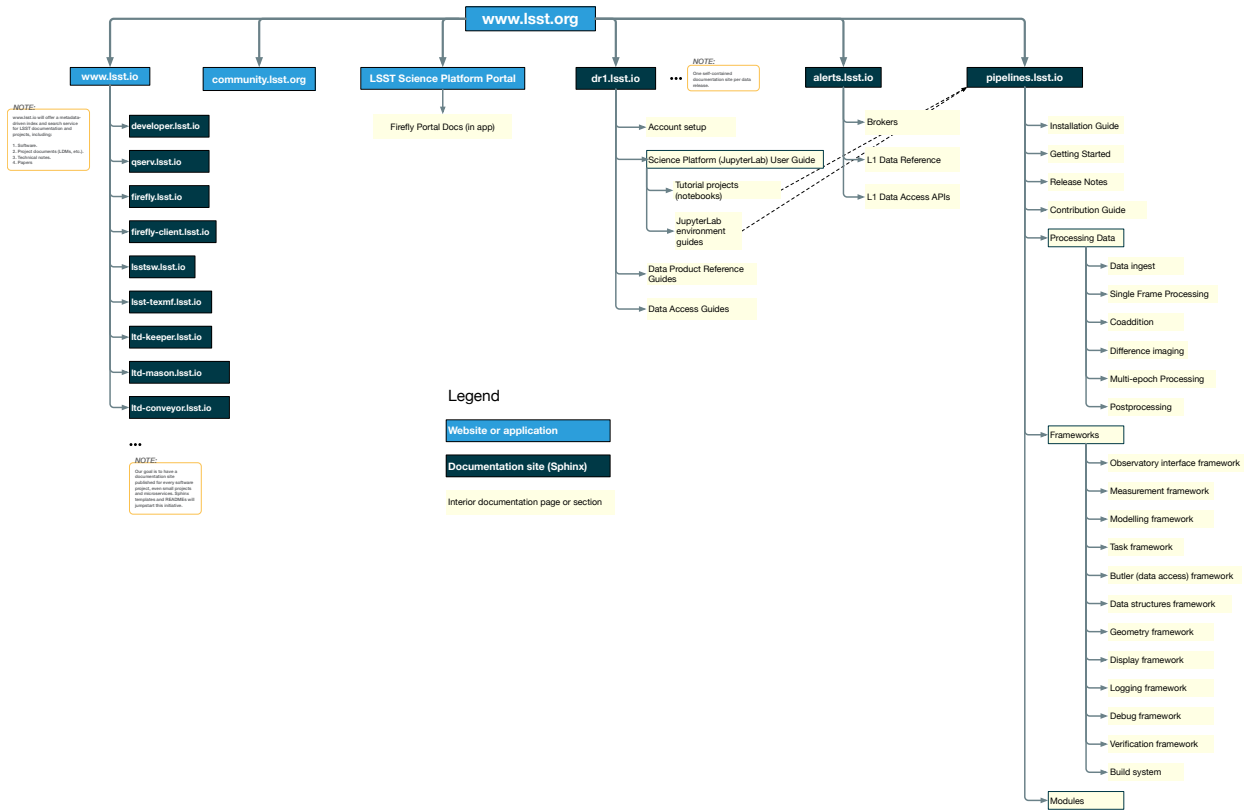 www.lsst.org
www.lsst.io
community.lsst.org
LSST Science Platform Portal
dr1.lsst.io
•••
NOTE:
One self-contained
documentation site per data
release.
alerts.lsst.io
pipelines.lsst.io
NOTE:
www.lsst.io will offer a metadata-
driven index and search service
for LSST documentation and
projects, including:
1. Software.
2. Project documents (LDMs, etc.).
3. Technical notes.
4. Papers
developer.lsst.io
qserv.lsst.io
firefly.lsst.io
firefly-client.lsst.io
lsstsw.lsst.io
lsst-texmf.lsst.io
ltd-keeper.lsst.io
ltd-mason.lsst.io
ltd-conveyor.lsst.io
•••
NOTE:
Our goal is to have a
documentation site
published for every software
project, even small projects
and microservices. Sphinx
templates and READMEs will
jumpstart this initiative.
Firefly Portal Docs (in app)
Account setup
Science Platform (JupyterLab) User Guide
Tutorial projects
(notebooks)
JupyterLab
environment
guides
Data Product Reference
Guides
Data Access Guides
Brokers
L1 Data Reference
L1 Data Access APIs
Installation Guide
Getting Started
Release Notes
Contribution Guide
Processing Data
Data ingest
Single Frame Processing
Coaddition
Difference imaging
Multi-epoch Processing
Postprocessing
Frameworks
Observatory interface framework
Measurement framework
Modelling framework
Task framework
Butler (data access) framework
Data structures framework
Geometry framework
Display framework
Logging framework
Debug framework
Verification framework
Build system
Modules
Legend
Website or application
Documentation site (Sphinx)
Interior documentation page or section